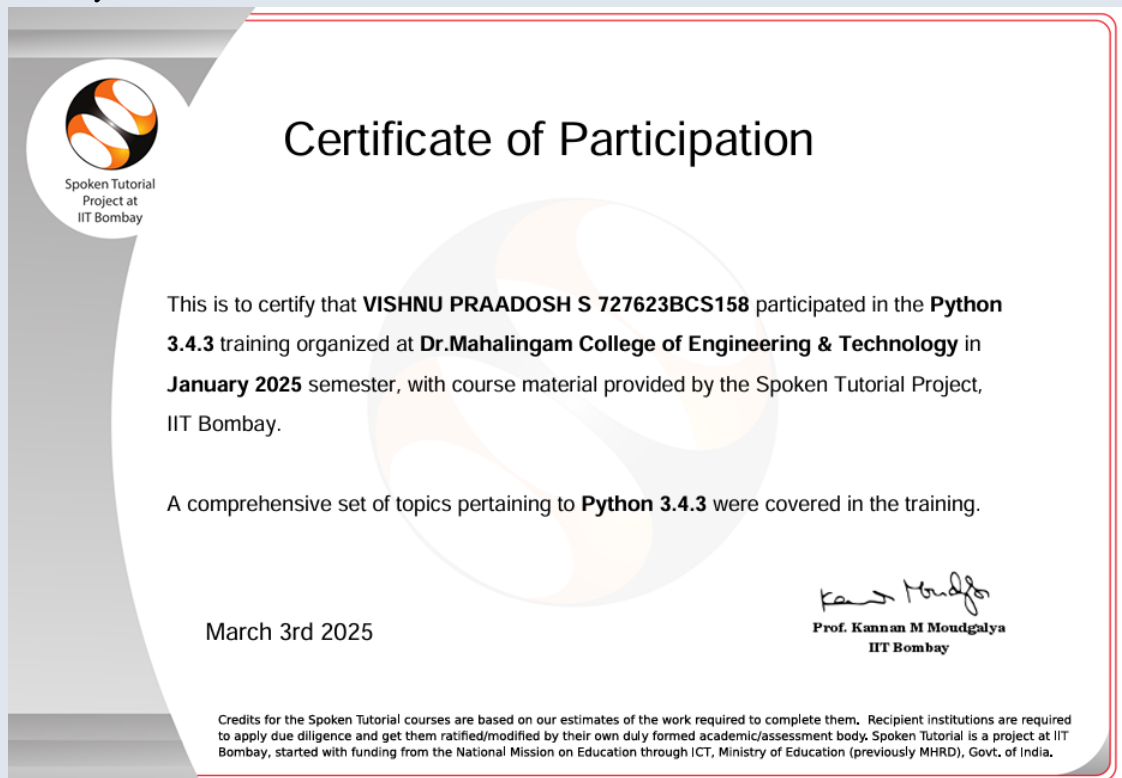 Spoken Tutorial
Project at
IIT Bombay
Certificate of Participation
This is to certify that VISHNU PRAADOSH S 727623BCS158 participated in the Python
3.4.3 training organized at Dr.Mahalingam College of Engineering & Technology in
January 2025 semester, with course material provided by the Spoken Tutorial Project,
IIT Bombay.
A comprehensive set of topics pertaining to Python 3.4.3 were covered in the training.
March 3rd 2025
Prof. Kannan M Moudgalya
IIT Bombay
Credits for the Spoken Tutorial courses are based on our estimates of the work required to complete them. Recipient institutions are required
to apply due diligence and get them ratified/modified by their own duly formed academic/assessment body. Spoken Tutorial is a project at IIT
Bombay, started with funding from the National Mission on Education through ICT, Ministry of Education (previously MHRD), Govt. of India.